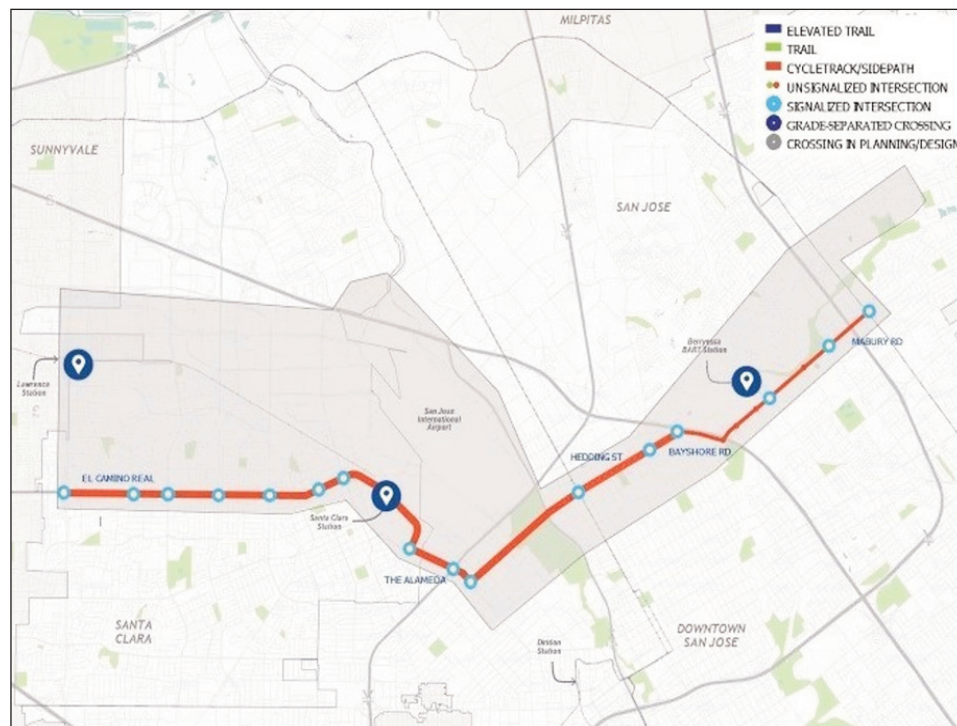 MILPITAS
ELEVATED TRAIL
TRAIL
CYCLETRACK/SIDEPATH
UNSIGNALIZED INTERSECTION
SIGNALIZED INTERSECTION
GRADE-SEPARATED CROSSING
CROSSING IN PLANNING/DESIGN
SUNNYVALE
SAN JOSE
Berryessa
BART Station
MABURY RD
Lawrence
Station
San Jose
International
Airport
HEDDING ST
BAYSHORE RD
EL CAMINO REAL
Santa Clara
Station
THE ALAMEDA
SANTA
CLARA
Diridon
Station
DOWNTOWN
SAN JOSE